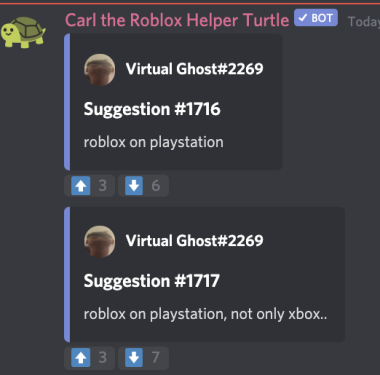 Carl the Roblox Helper Turtle ✓ BOT Today
Virtual Ghost#2269
Suggestion #1716
roblox on playstation
3 6
Virtual Ghost#2269
Suggestion #1717
roblox on playstation, not only xbox..
3 7